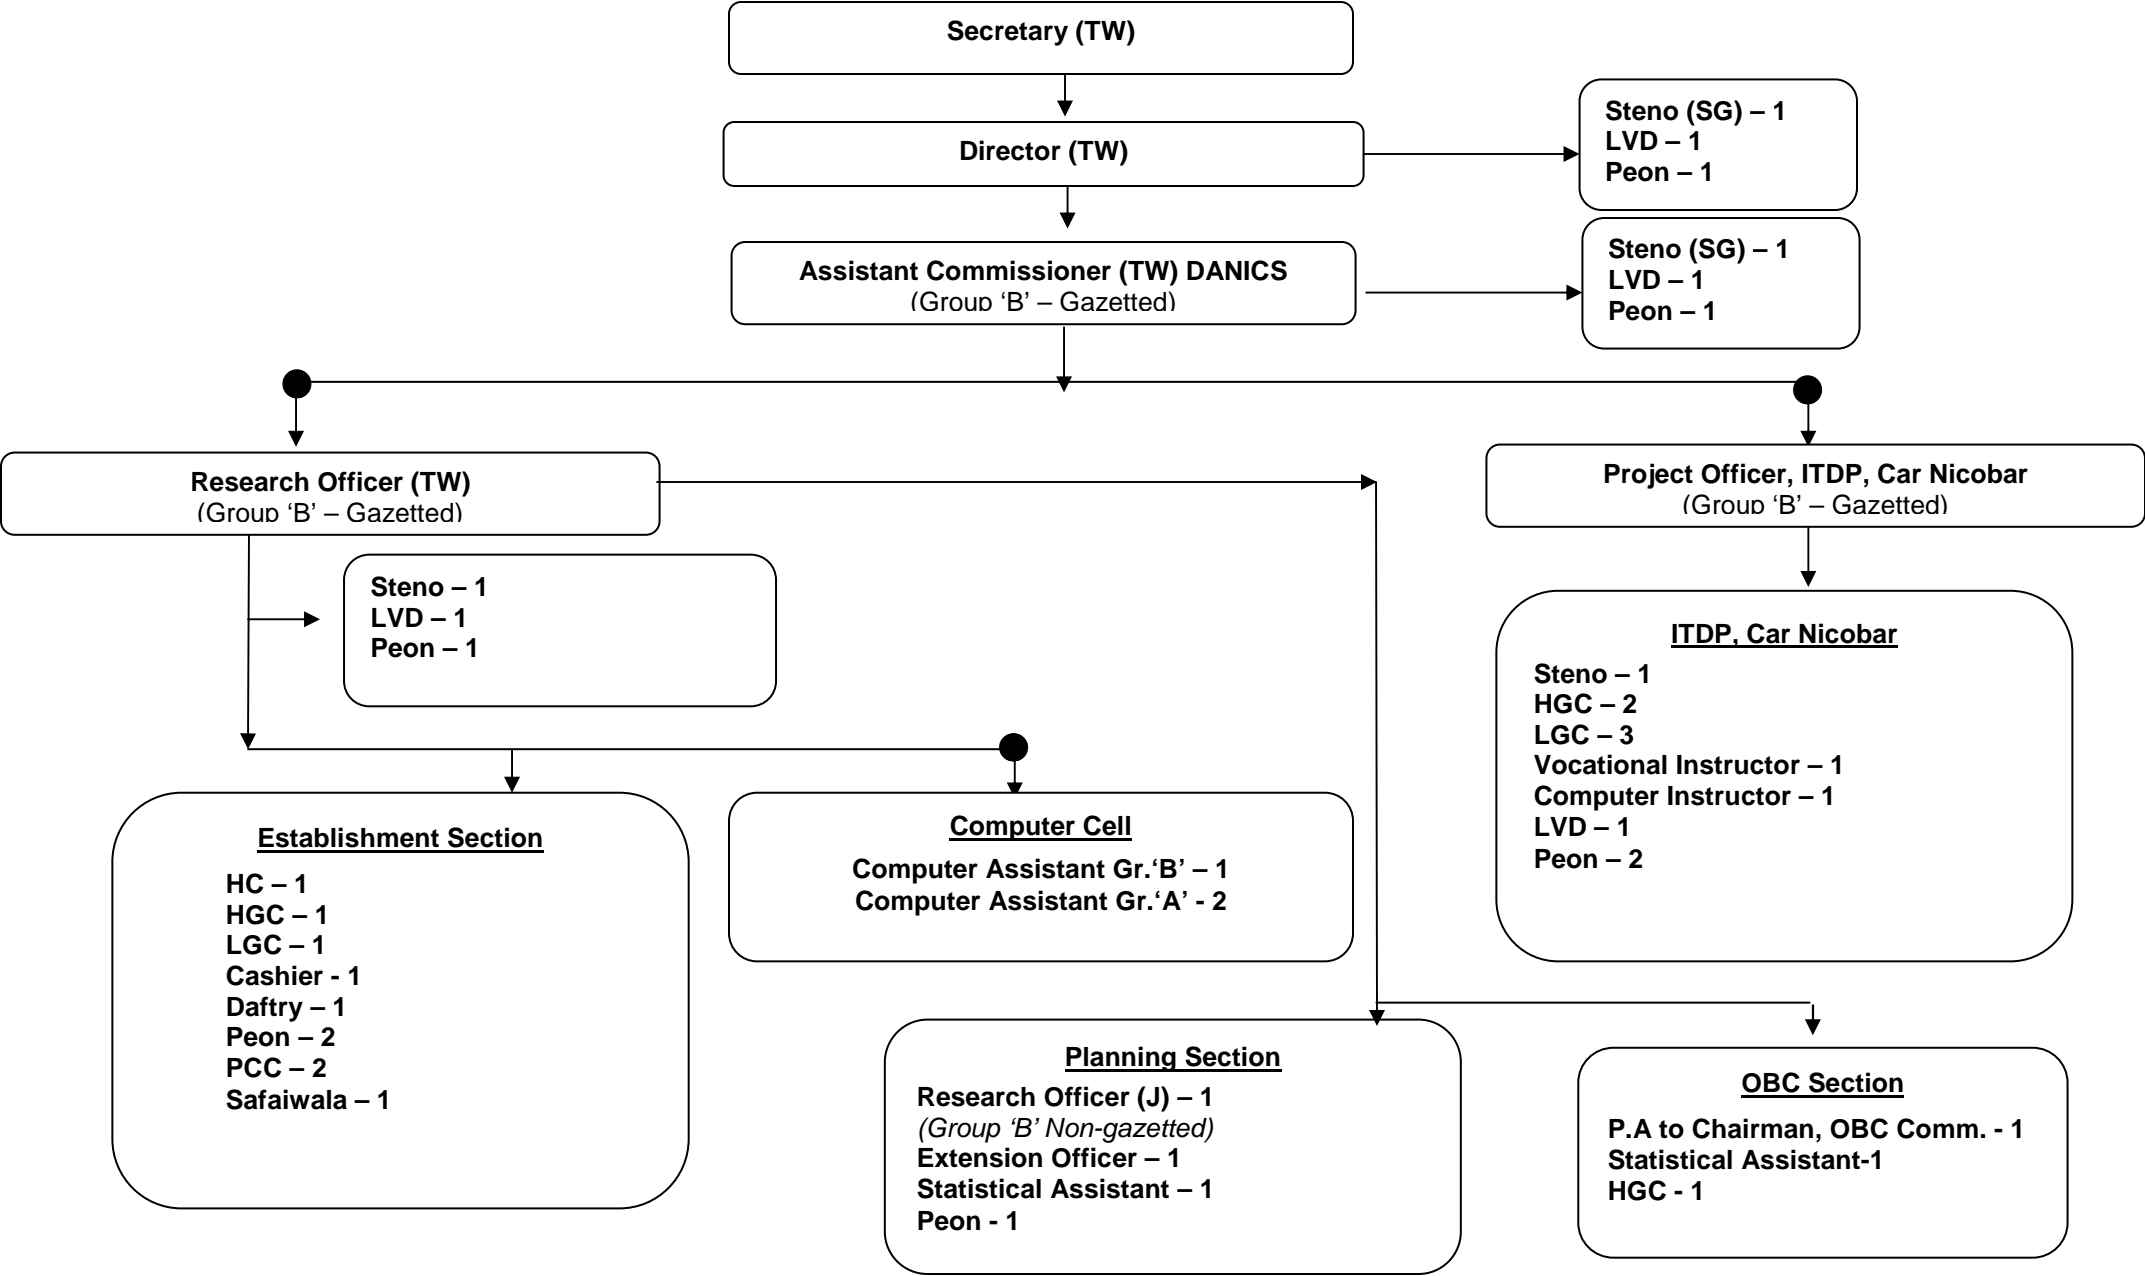 Secretary (TW)
Director (TW)
Steno (SG) – 1
LVD – 1
Peon – 1
Assistant Commissioner (TW) DANICS
(Group ‘B’ – Gazetted)
Steno (SG) – 1
LVD – 1
Peon – 1
Research Officer (TW)
(Group ‘B’ – Gazetted)
Project Officer, ITDP, Car Nicobar
(Group ‘B’ – Gazetted)
Steno – 1
LVD – 1
Peon – 1
ITDP, Car Nicobar
Steno – 1
HGC – 2
LGC – 3
Vocational Instructor – 1
Computer Instructor – 1
LVD – 1
Peon – 2
Establishment Section
HC – 1
HGC – 1
LGC – 1
Cashier - 1
Daftry – 1
Peon – 2
PCC – 2
Safaiwala – 1
Computer Cell
Computer Assistant Gr.‘B’ – 1
Computer Assistant Gr.‘A’ - 2
Planning Section
Research Officer (J) – 1
(Group ‘B’ Non-gazetted)
Extension Officer – 1
Statistical Assistant – 1
Peon - 1
OBC Section
P.A to Chairman, OBC Comm. - 1
Statistical Assistant-1
HGC - 1